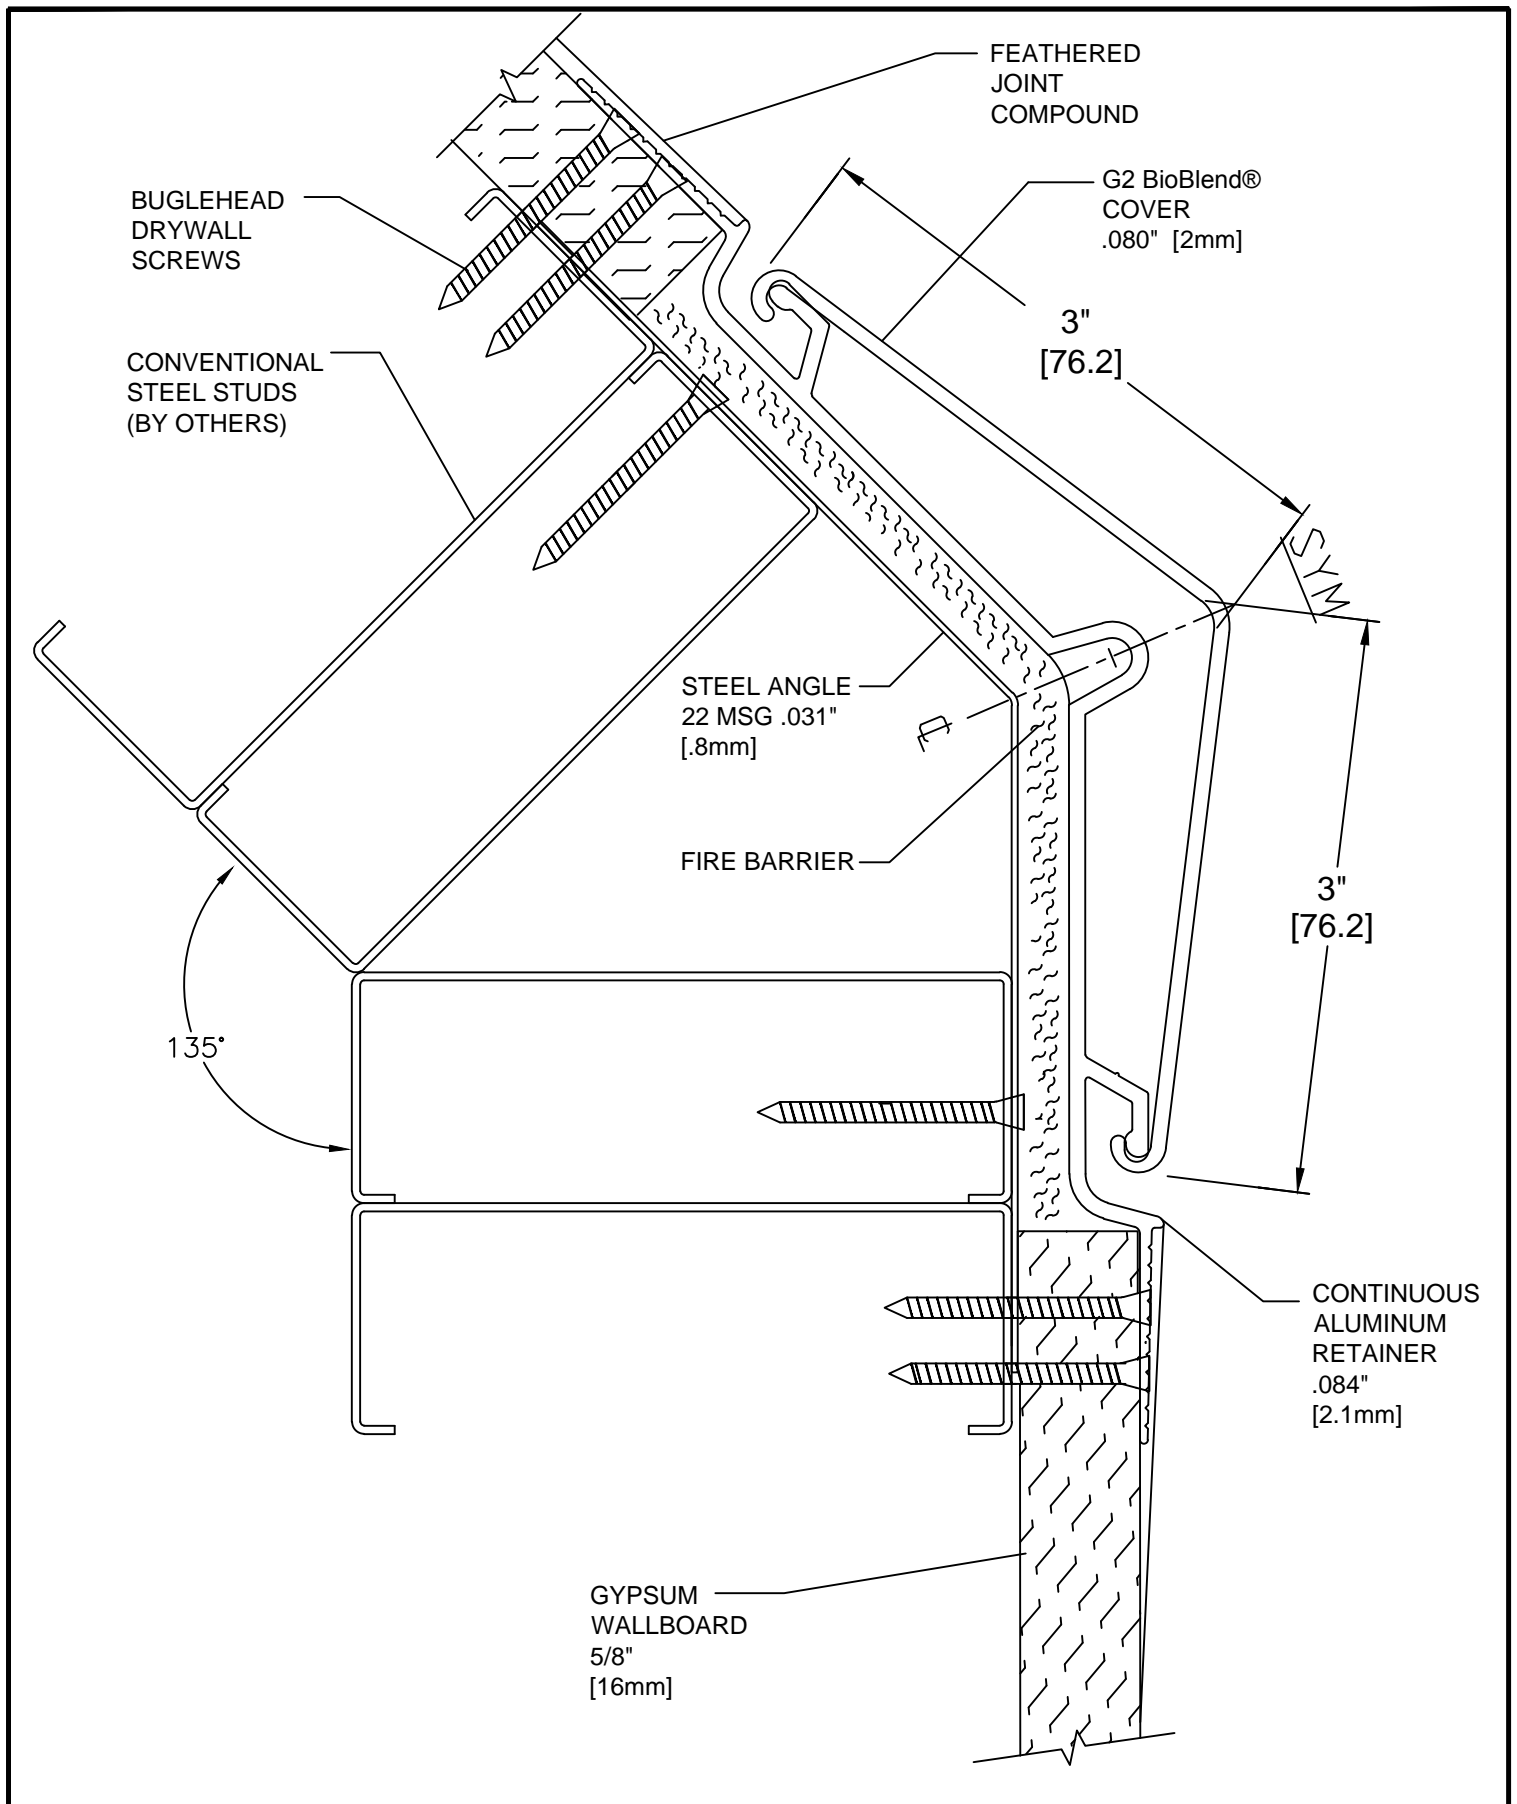 FEATHERED
JOINT
COMPOUND
G2 BioBlend®
COVER
.080" [2mm]
BUGLEHEAD
DRYWALL
SCREWS
3"
[76.2]
CONVENTIONAL
STEEL STUDS
(BY OTHERS)
SYM
STEEL ANGLE
22 MSG .031"
[.8mm]
FIRE BARRIER
3"
[76.2]
135°
CONTINUOUS
ALUMINUM
RETAINER
.084"
[2.1mm]
GYPSUM
WALLBOARD
5/8"
[16mm]